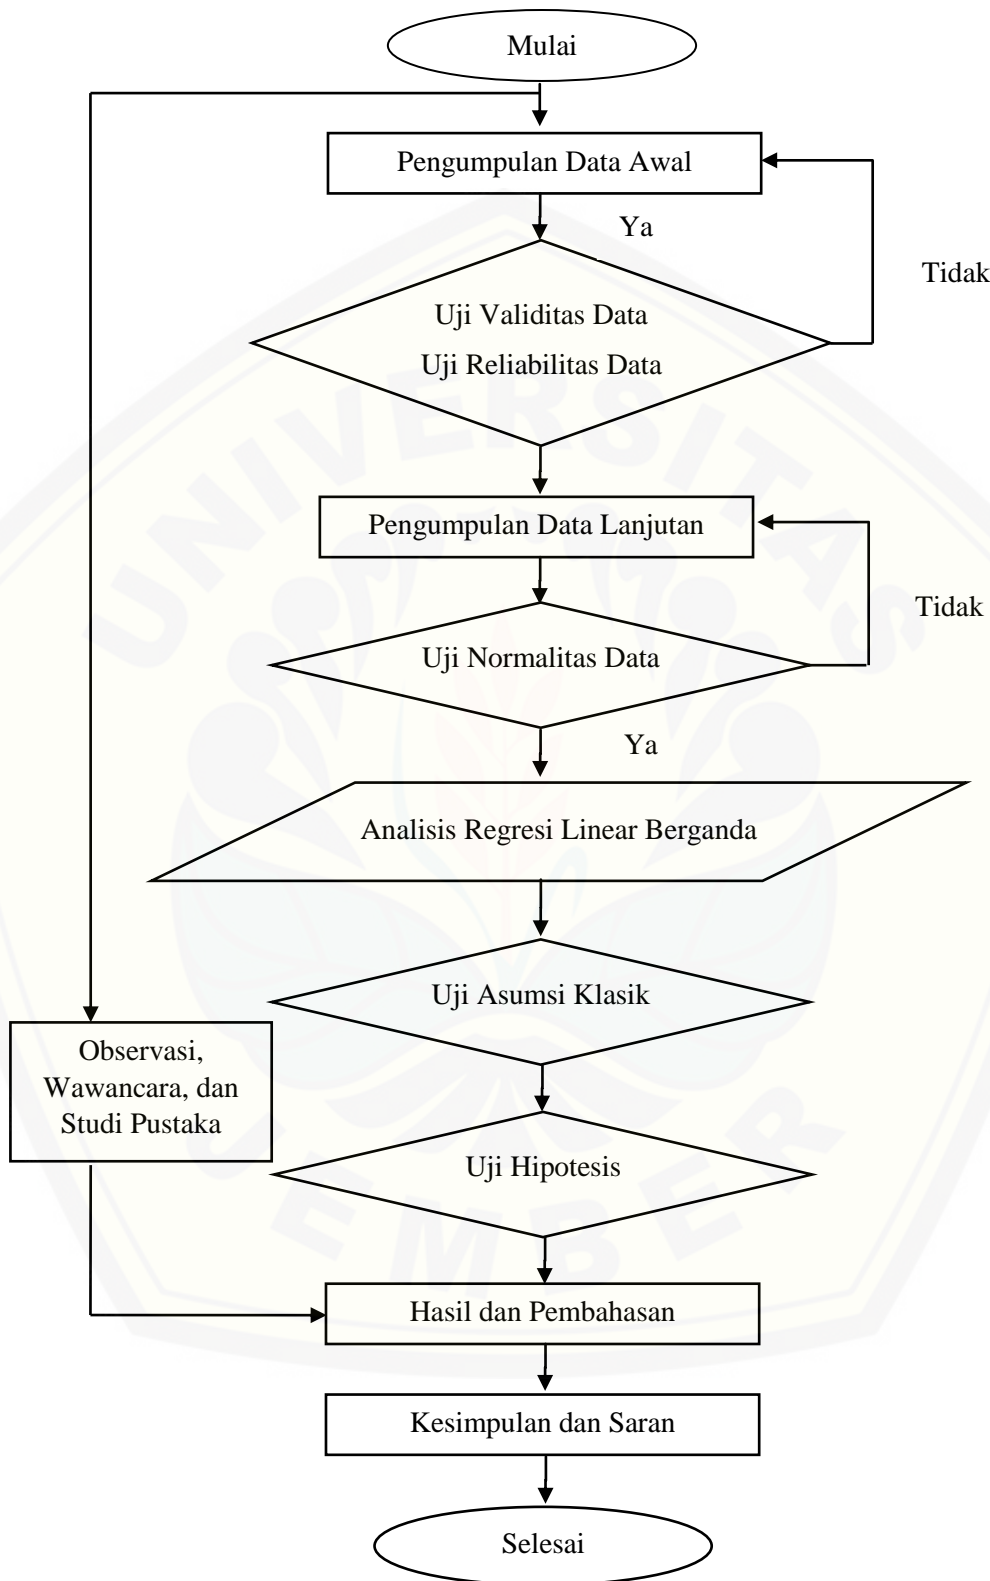 Mulai
Pengumpulan Data Awal
Ya
Tidak
Uji Validitas Data
Uji Reliabilitas Data
Pengumpulan Data Lanjutan
Tidak
Uji Normalitas Data
Ya
Analisis Regresi Linear Berganda
Uji Asumsi Klasik
Observasi,
Wawancara, dan
Studi Pustaka
Uji Hipotesis
Hasil dan Pembahasan
Kesimpulan dan Saran
Selesai
UNIVERSITAS
JEMBER